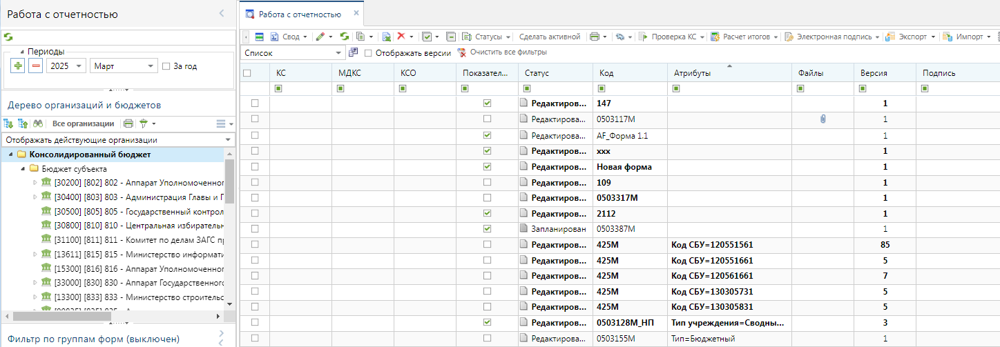 Работа с отчетностью
Периоды
2025 Март За год
Дерево организаций и бюджетов
Все организации
Отображать действующие организации
Консолидированный бюджет
Бюджет субъекта
[30200] [802] 802 - Аппарат Уполномоченног
[30400] [803] 803 - Администрация Главы и Г
[30500] [805] 805 - Государственный контрол
[30800] [810] 810 - Центральная избиратель
[31100] [811] 811 - Комитет по делам ЗАГС пр
[13611] [815] 815 - Министерство информати
[15300] [816] 816 - Аппарат Уполномоченног
[33000] [830] 830 - Аппарат Государственног
[13300] [833] 833 - Министерство строительс
Фильтр по группам форм (выключен)
Работа с отчетностью
Свод Статусы Сделать активной Проверка КС Расчет итогов Электронная подпись Экспорт Импорт
Список Отображать версии Очистить все фильтры
КС МДКС КСО Показател... Статус Код Атрибуты Файлы Версия Подпись
Редактиров... 147 1
Редактирова... 0503117М 1
Редактирова... AF_Форма 1.1 1
Редактиров... xxx 1
Редактиров... Новая форма 1
Редактиров... 109 1
Редактиров... 0503317М 1
Редактиров... 2112 1
Запланирован 0503387М 1
Редактиров... 425М Код СБУ=120551561 85
Редактиров... 425М Код СБУ=120551661 5
Редактиров... 425М Код СБУ=120561661 7
Редактиров... 425М Код СБУ=130305731 5
Редактиров... 425М Код СБУ=130305831 5
Редактиров... 0503128М_НП Тип учреждения=Сводны... 3
Редактирова... 0503155М Тип=Бюджетный 1